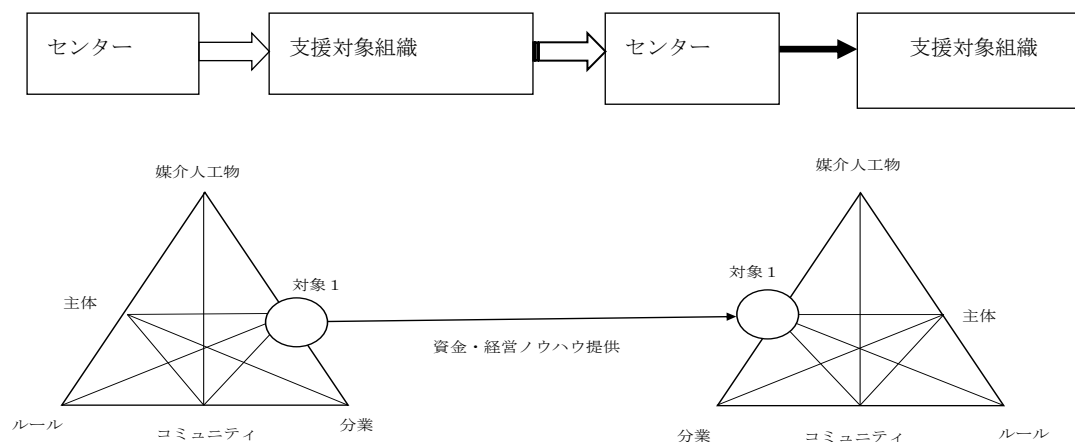 センター
支援対象組織
センター
支援対象組織
媒介人工物
媒介人工物
対象1
対象1
主体
主体
資金・経営ノウハウ提供
ルール
コミュニティ
分業
分業
コミュニティ
ルール